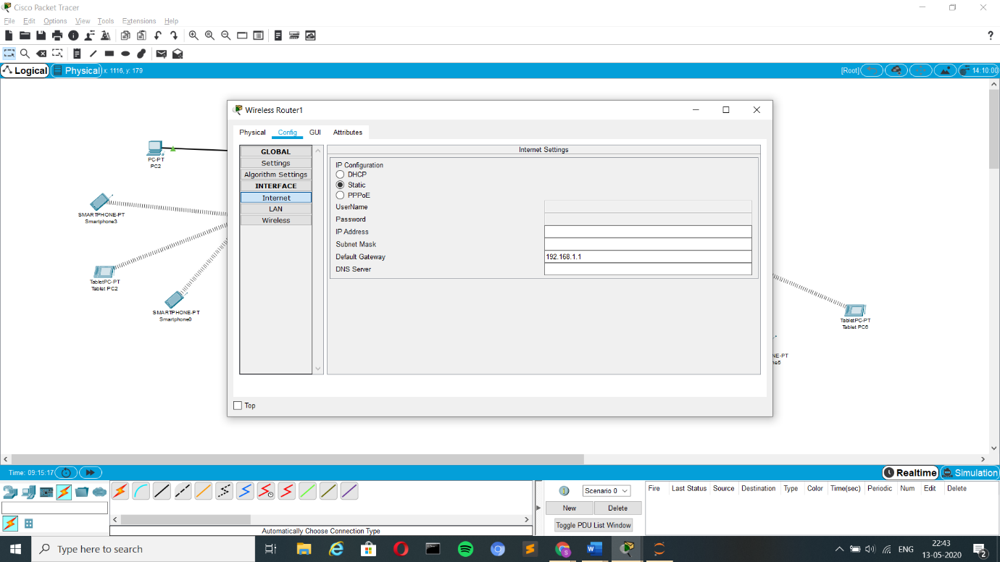 Cisco Packet Tracer
File Edit Options View Tools Extensions Help
?
Logical Physical x: 1116, y: 179 [Root] 14:10:00
Wireless Router1
Physical Config GUI Attributes
GLOBAL
Settings
Algorithm Settings
INTERFACE
Internet
LAN
Wireless
Internet Settings
IP Configuration
DHCP
Static
PPPoE
UserName
Password
IP Address
Subnet Mask
Default Gateway 192.168.1.1
DNS Server
Top
PC-PT
PC2
SMARTPHONE-PT
Smartphone3
TabletPC-PT
Tablet PC2
SMARTPHONE-PT
Smartphone0
TabletPC-PT
Tablet PC6
NE-PT
ne5
Time: 09:15:17 Realtime Simulation
Automatically Choose Connection Type
Scenario 0
New Delete
Toggle PDU List Window
Fire Last Status Source Destination Type Color Time(sec) Periodic Num Edit Delete
Type here to search
ENG
22:43
13-05-2020
2